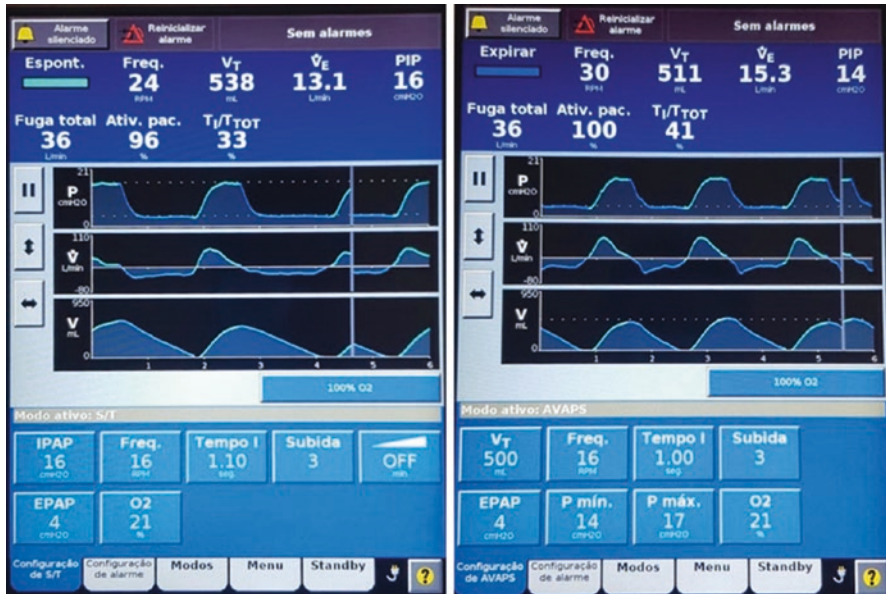 Alarme silenciado
Reinicializar alarme
Sem alarmes
Espont. Freq. VT V̇E PIP
24 538 13.1 16
RPM mL L/min cmH2O
Fuga total Ativ. pac. TI/TTOT
36 96 33
L/min % %
21
P
cmH2O
0
110
V̇
L/min
-80
950
V
mL
0
1 2 3 4 5 6
100% O2
Modo ativo: S/T
IPAP Freq. Tempo I Subida
16 16 1.10 3 OFF
cmH2O RPM seg. min
EPAP O2
4 21
cmH2O %
Configuração de S/T
Configuração de alarme
Modos Menu Standby ?
Alarme silenciado
Reinicializar alarme
Sem alarmes
Expirar Freq. VT V̇E PIP
30 511 15.3 14
RPM mL L/min cmH2O
Fuga total Ativ. pac. TI/TTOT
36 100 41
L/min % %
21
P
cmH2O
0
110
V̇
L/min
-80
950
V
mL
0
1 2 3 4 5 6
100% O2
Modo ativo: AVAPS
VT Freq. Tempo I Subida
500 16 1.00 3
mL RPM seg.
EPAP P mín. P máx. O2
4 14 17 21
cmH2O cmH2O cmH2O %
Configuração de AVAPS
Configuração de alarme
Modos Menu Standby ?